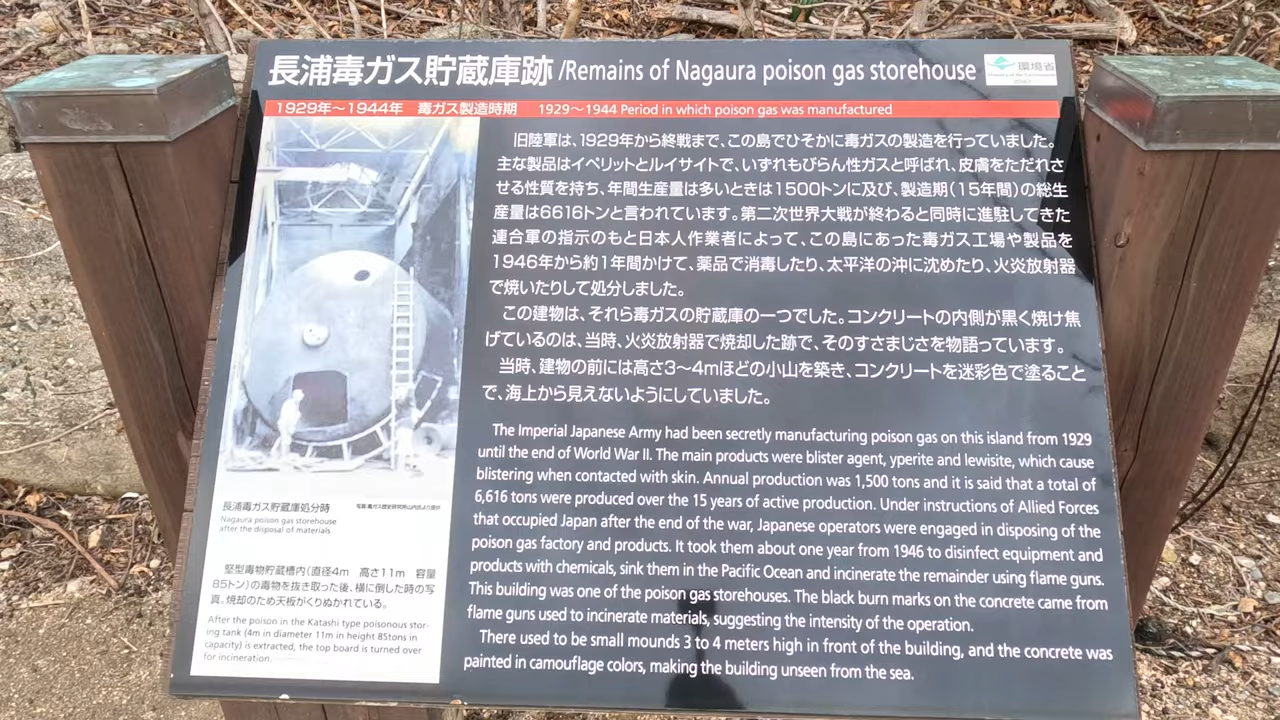 長浦毒ガス貯蔵庫跡 /Remains of Nagaura poison gas storehouse
環境省
1929年～1944年 毒ガス製造時期 1929～1944 Period in which poison gas was manufactured
旧陸軍は、1929年から終戦まで、この島でひそかに毒ガスの製造を行っていました。
主な製品はイペリットとルイサイトで、いずれもびらん性ガスと呼ばれ、皮膚をただれさ
せる性質を持ち、年間生産量は多いときは1500トンに及び、製造期（15年間）の総生
産量は6616トンと言われています。第二次世界大戦が終わると同時に進駐してきた
連合軍の指示のもと日本人作業者によって、この島にあった毒ガス工場や製品を
1946年から約1年間かけて、薬品で消毒したり、太平洋の沖に沈めたり、火炎放射器
で焼いたりして処分しました。
この建物は、それら毒ガスの貯蔵庫の一つでした。コンクリートの内側が黒く焼け焦
げているのは、当時、火炎放射器で焼却した跡で、そのすさまじさを物語っています。
当時、建物の前には高さ3～4mほどの小山を築き、コンクリートを迷彩色で塗ること
で、海上から見えないようにしていました。
The Imperial Japanese Army had been secretly manufacturing poison gas on this island from 1929
until the end of World War II. The main products were blister agent, yperite and lewisite, which cause
blistering when contacted with skin. Annual production was 1,500 tons and it is said that a total of
6,616 tons were produced over the 15 years of active production. Under instructions of Allied Forces
that occupied Japan after the end of the war, Japanese operators were engaged in disposing of the
poison gas factory and products. It took them about one year from 1946 to disinfect equipment and
products with chemicals, sink them in the Pacific Ocean and incinerate the remainder using flame guns.
This building was one of the poison gas storehouses. The black burn marks on the concrete came from
flame guns used to incinerate materials, suggesting the intensity of the operation.
There used to be small mounds 3 to 4 meters high in front of the building, and the concrete was
painted in camouflage colors, making the building unseen from the sea.
長浦毒ガス貯蔵庫処分時
Nagaura poison gas storehouse
after the disposal of materials
堅型毒物貯蔵槽内（直径4m 高さ11m 容量
85トン）の毒物を抜き取った後、横に倒した時の写
真。焼却のため天板がくりぬかれている。
After the poison in the Katashi type poisonous stor-
ing tank (4m in diameter 11m in height 85tons in
capacity) is extracted, the top board is turned over
for incineration.